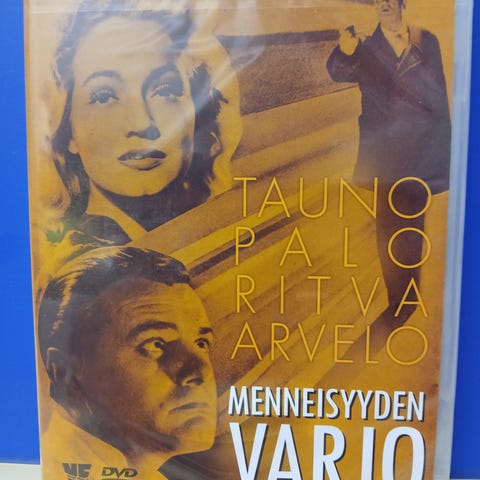 TAUNO
PALO
RITVA
ARVELO
MENNEISYYDEN
VARJO
DVD